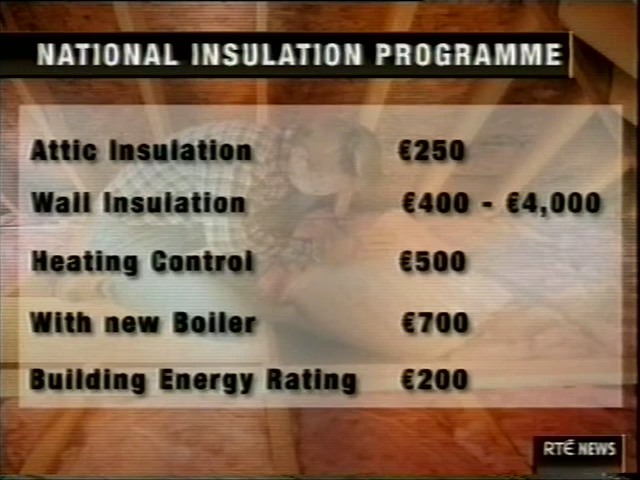 NATIONAL INSULATION PROGRAMME
Attic Insulation €250
Wall Insulation €400 - €4,000
Heating Control €500
With new Boiler €700
Building Energy Rating €200
RTÉ NEWS